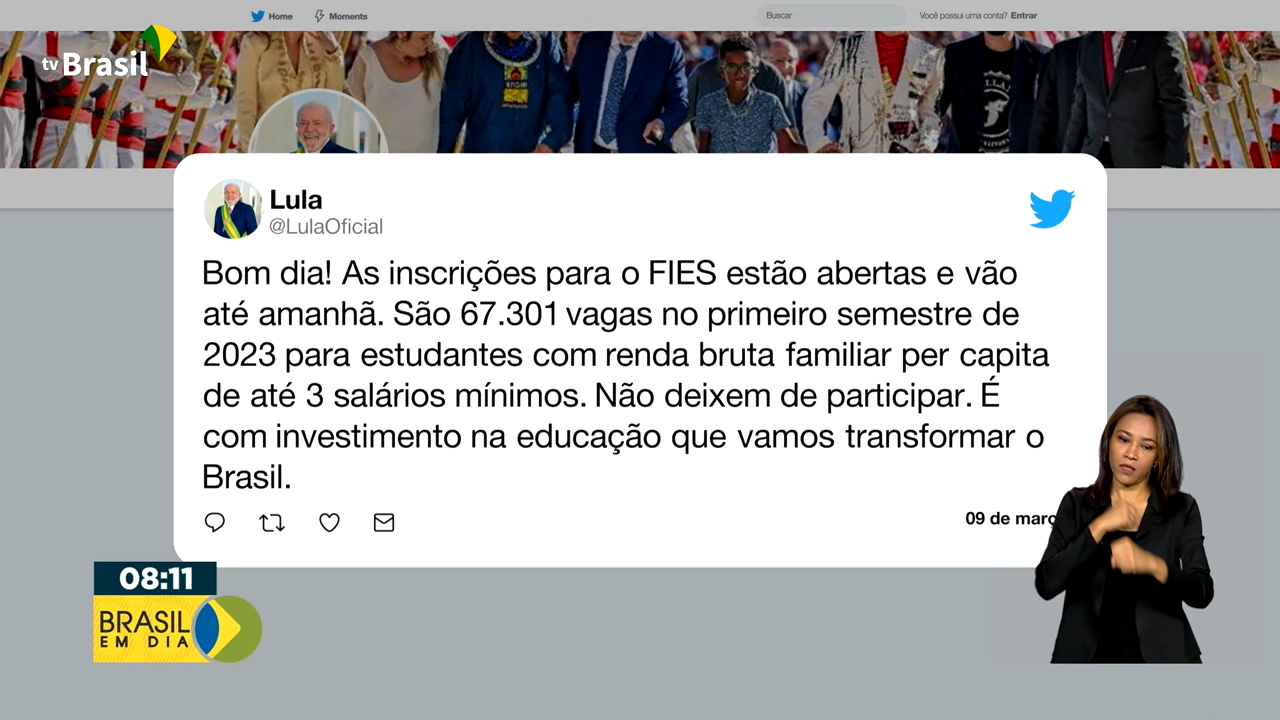 Home
Moments
Buscar
Você possui uma conta? Entrar
tv Brasil
Lula
@LulaOficial
Bom dia! As inscrições para o FIES estão abertas e vão
até amanhã. São 67.301 vagas no primeiro semestre de
2023 para estudantes com renda bruta familiar per capita
de até 3 salários mínimos. Não deixem de participar. É
com investimento na educação que vamos transformar o
Brasil.
09 de març
08:11
BRASIL
EM DIA